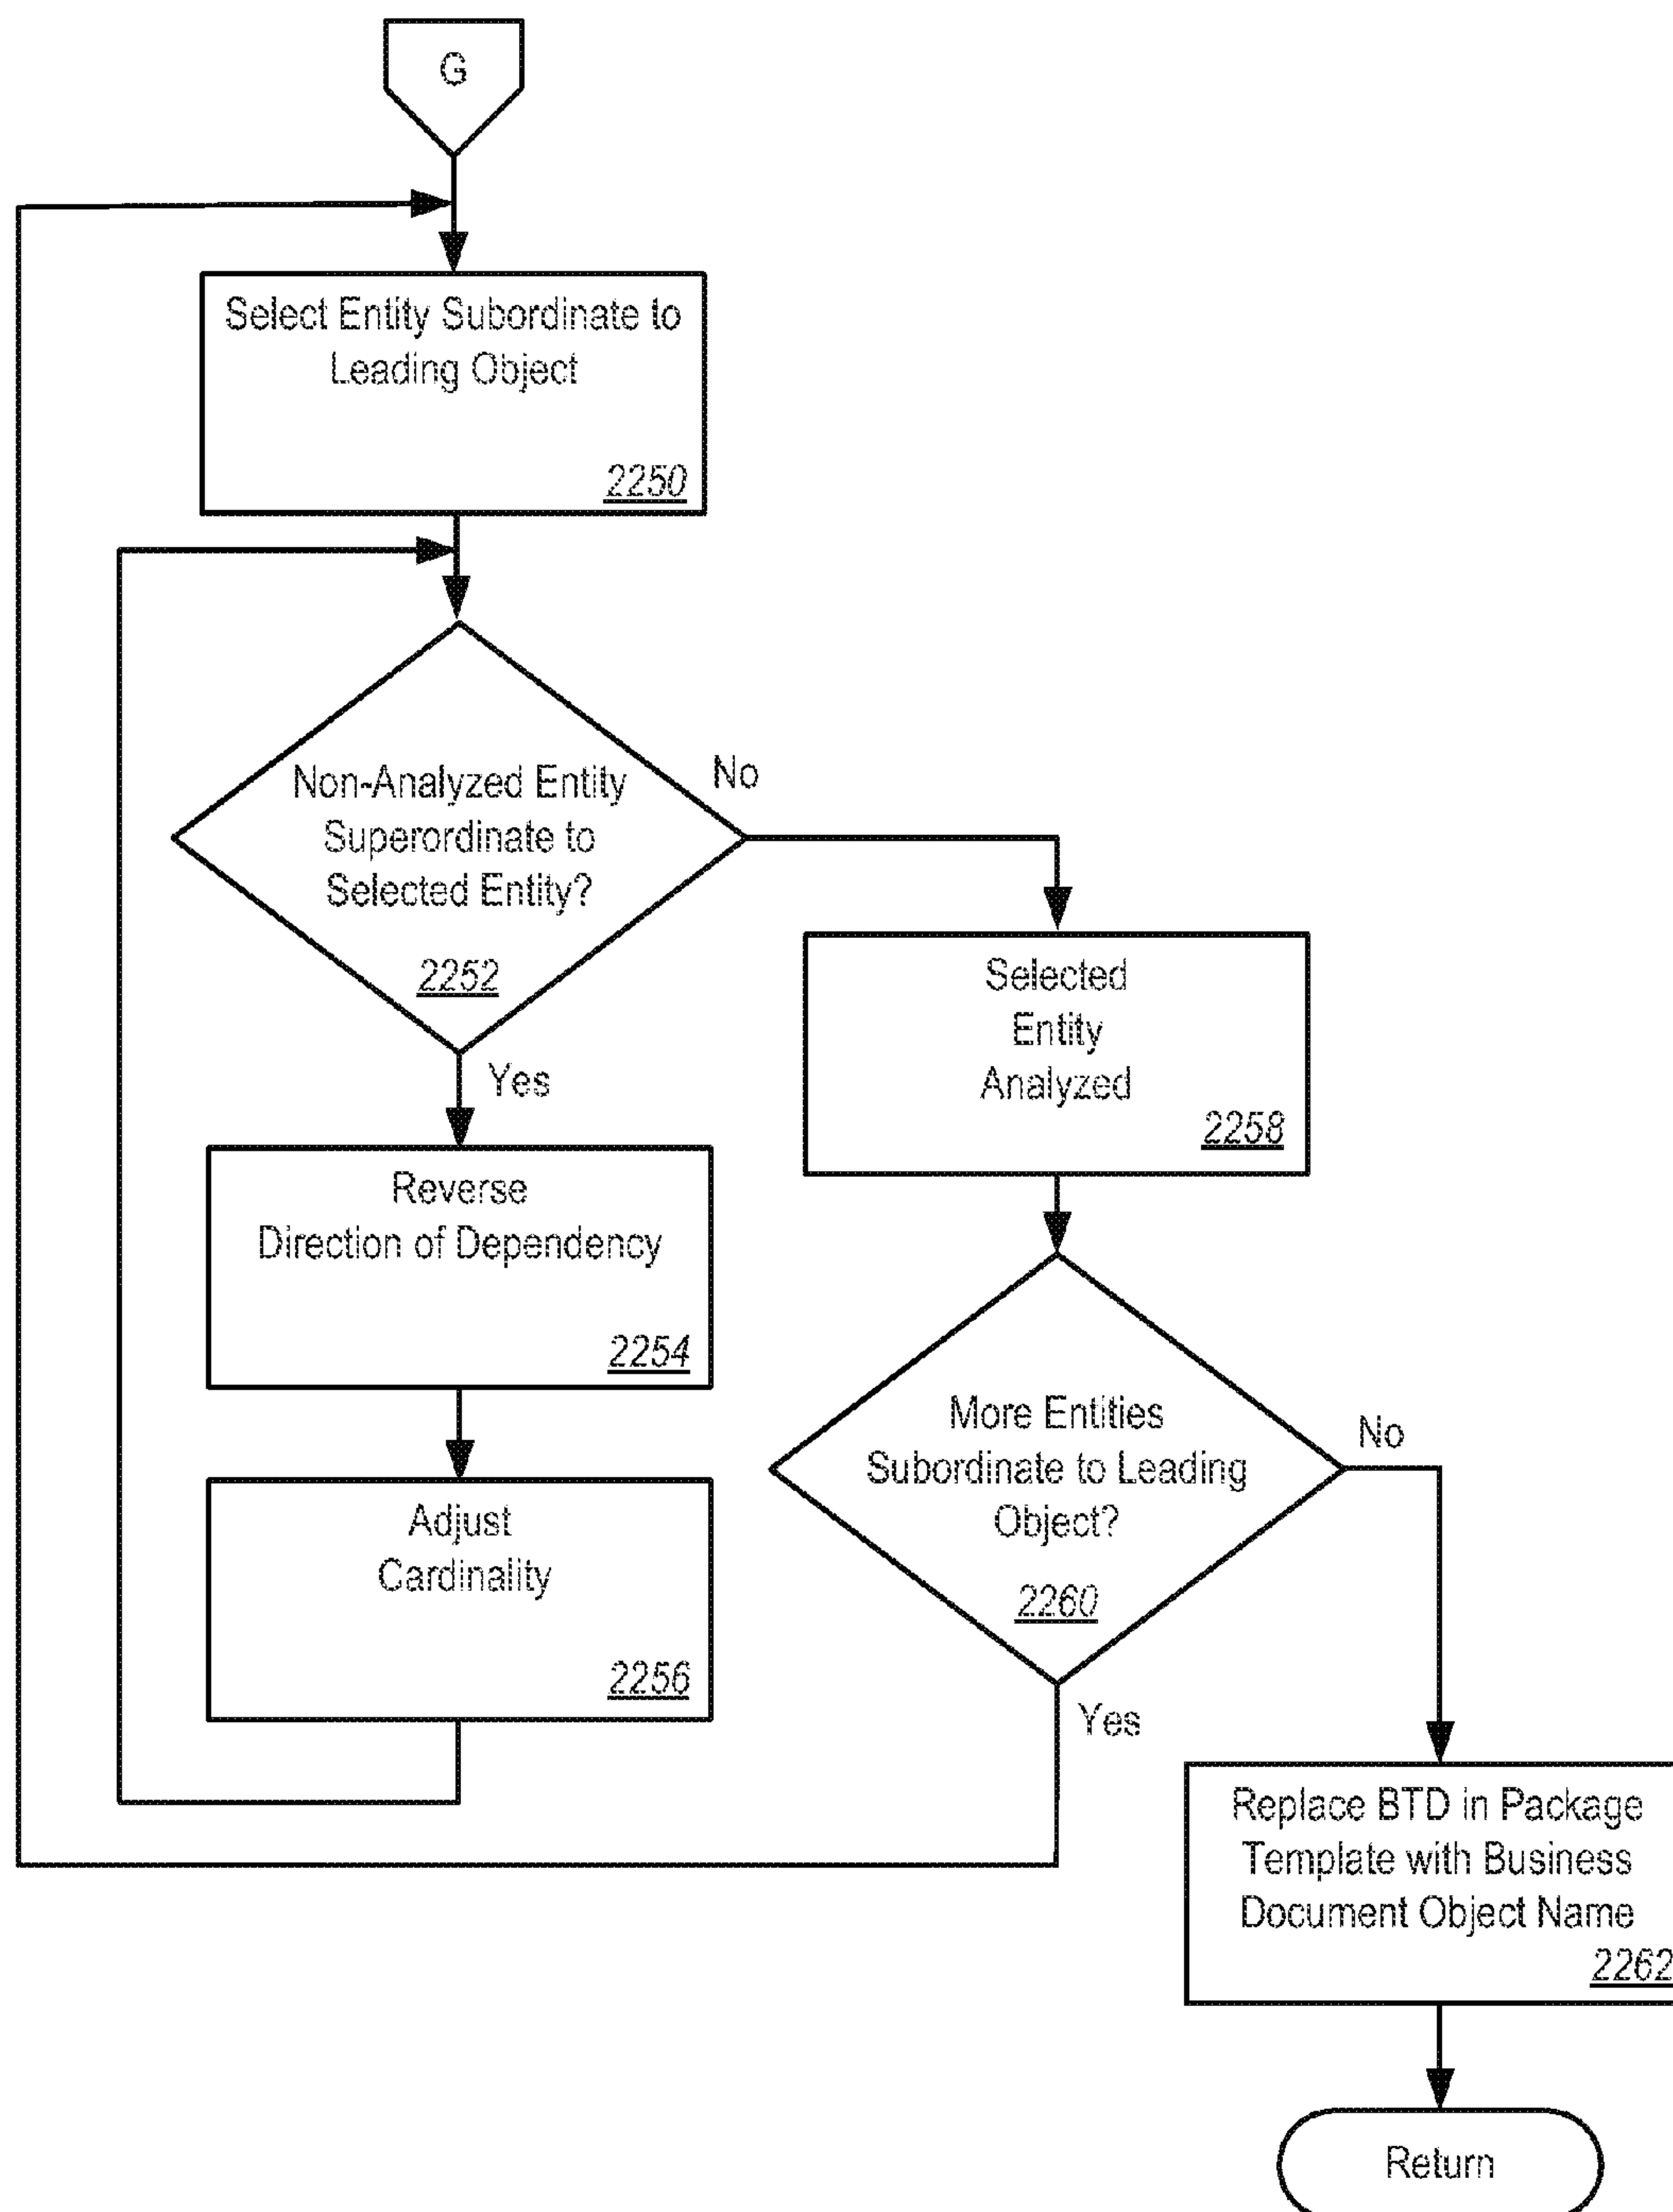 G
Select Entity Subordinate to
Leading Object
2250
Non-Analyzed Entity
Superordinate to
Selected Entity?
2252
No
Yes
Selected
Entity
Analyzed
2258
Reverse
Direction of Dependency
2254
More Entities
Subordinate to Leading
Object?
2260
No
Yes
Adjust
Cardinality
2256
Replace BTD in Package
Template with Business
Document Object Name
2262
Return